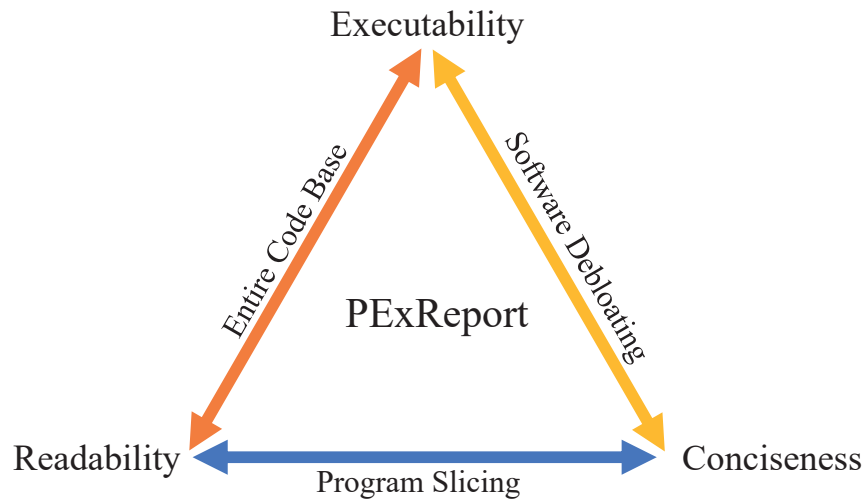 Executability
Entire Code Base
Software Debloating
PExReport
Readability
Conciseness
Program Slicing